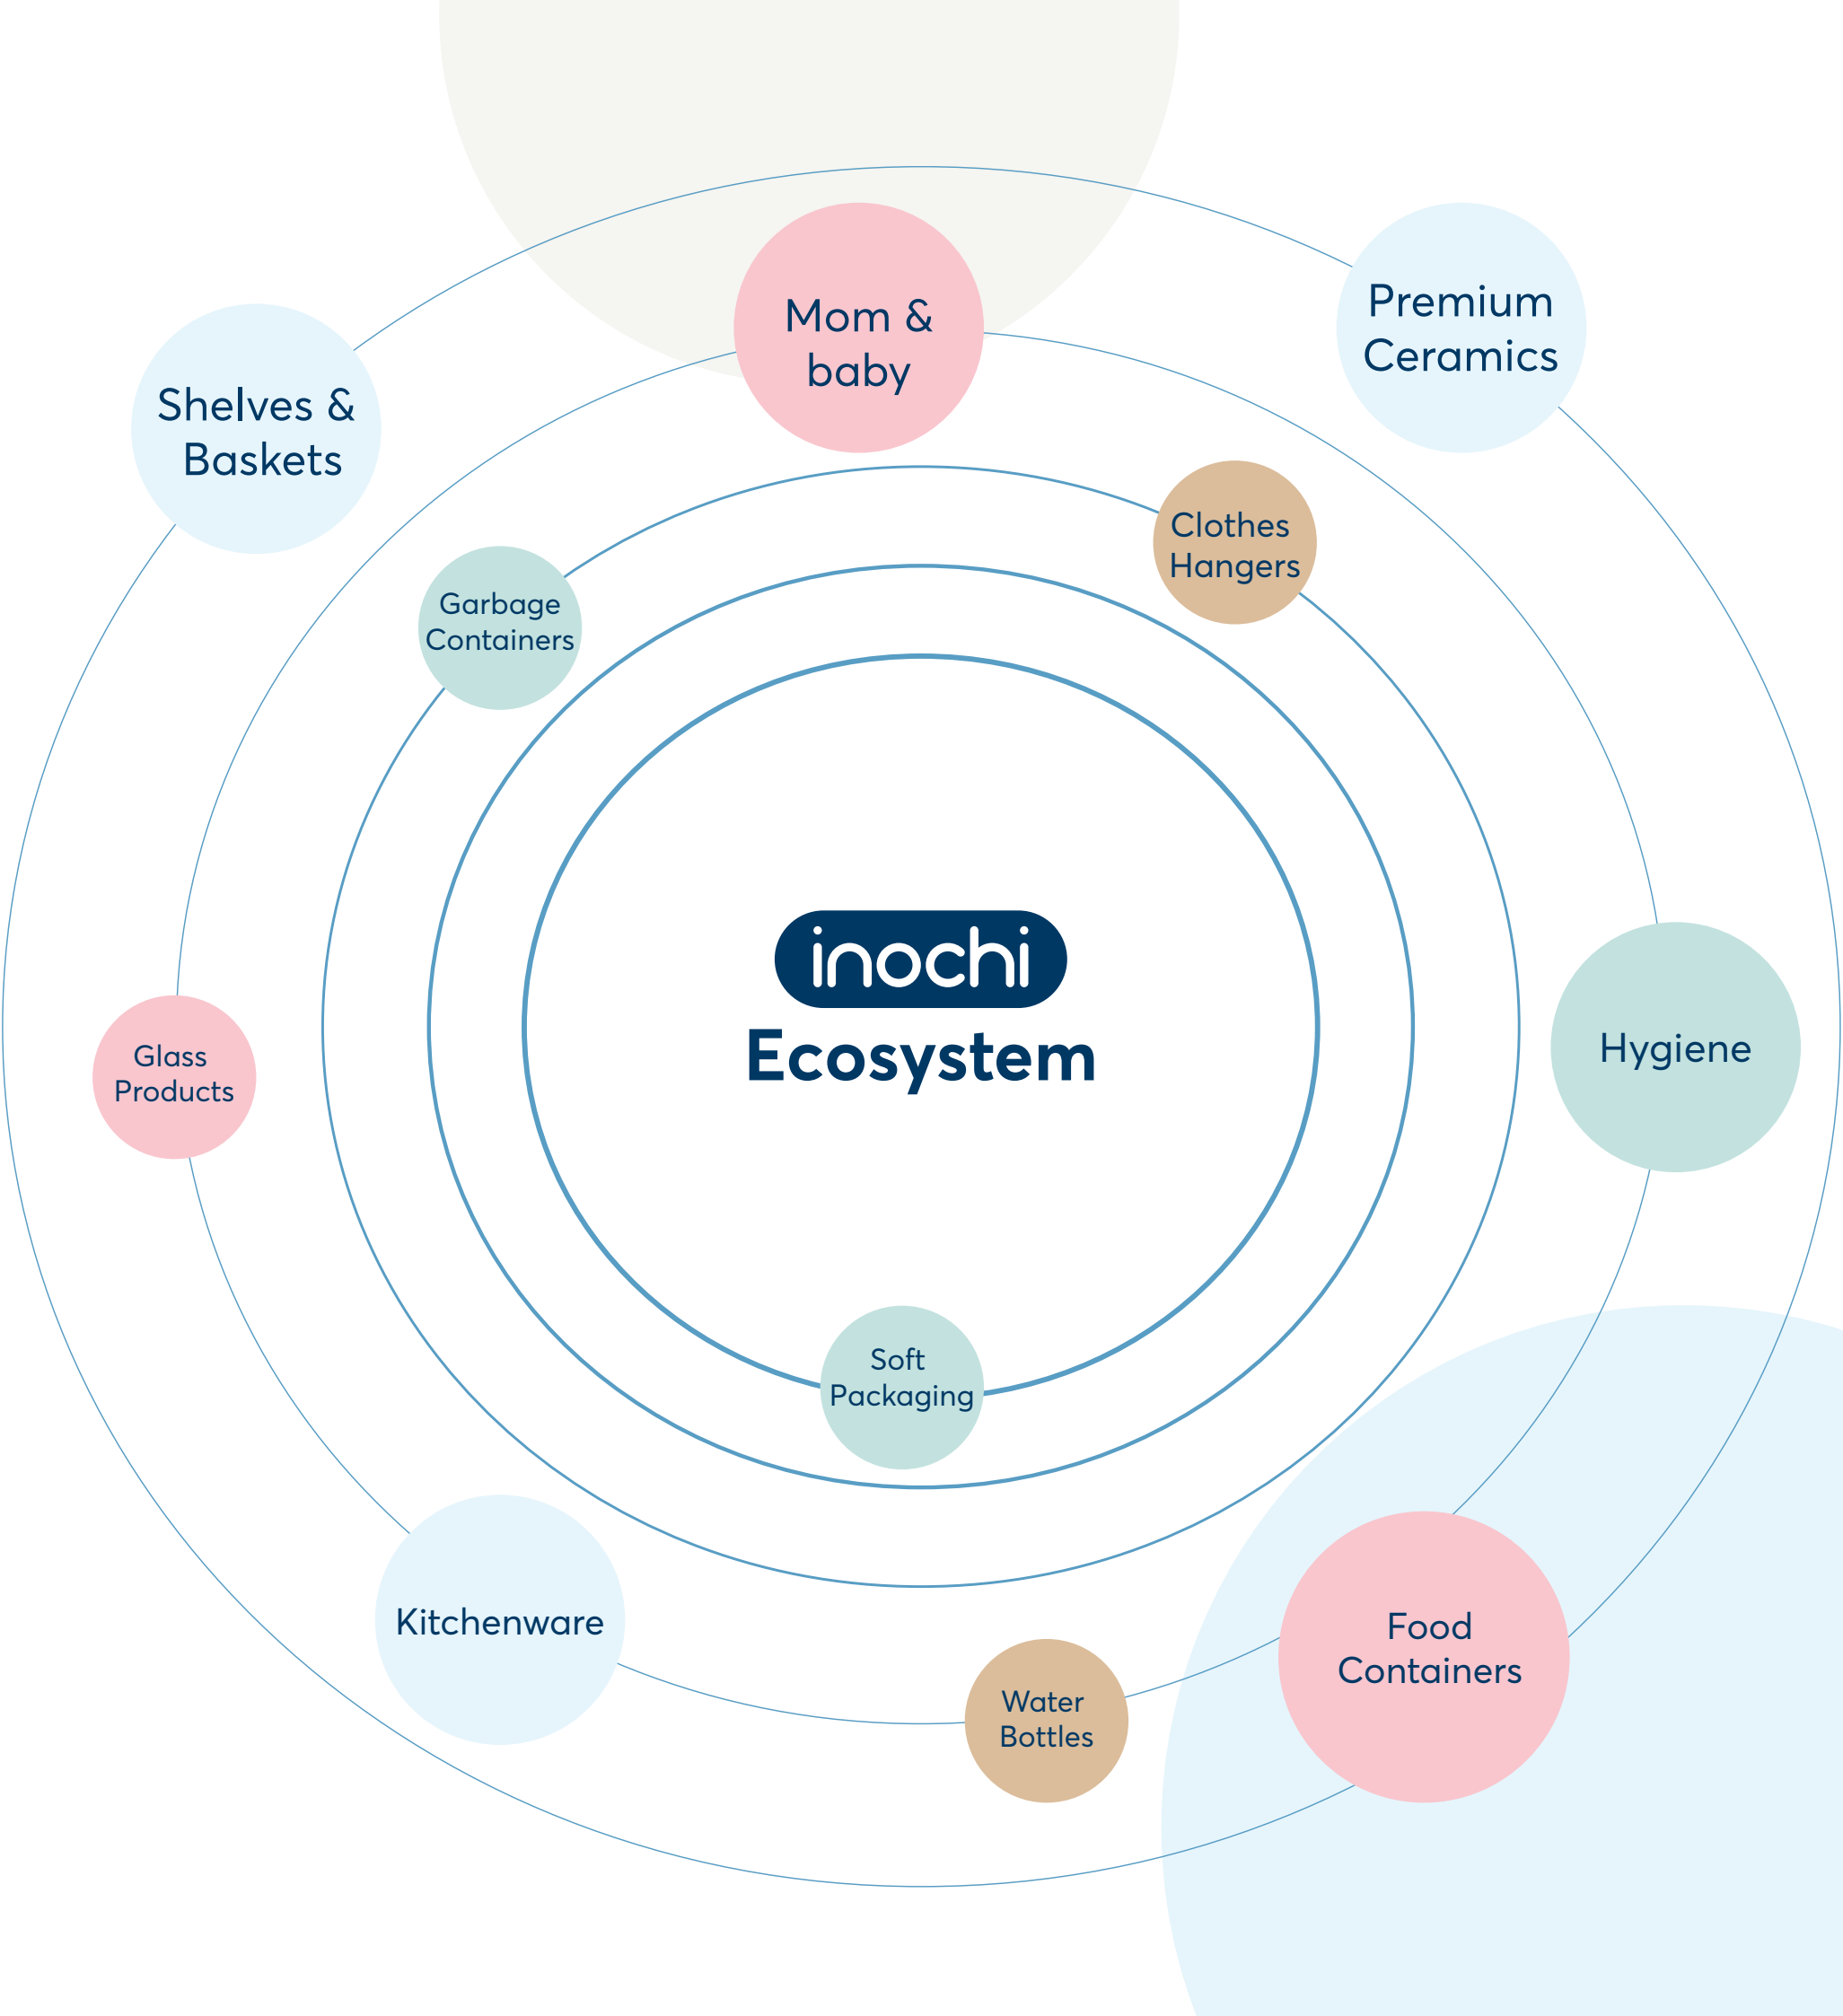 Mom &
baby
Premium
Ceramics
Shelves &
Baskets
Clothes
Hangers
Garbage
Containers
inochi
Ecosystem
Glass
Products
Hygiene
Soft
Packaging
Kitchenware
Food
Containers
Water
Bottles